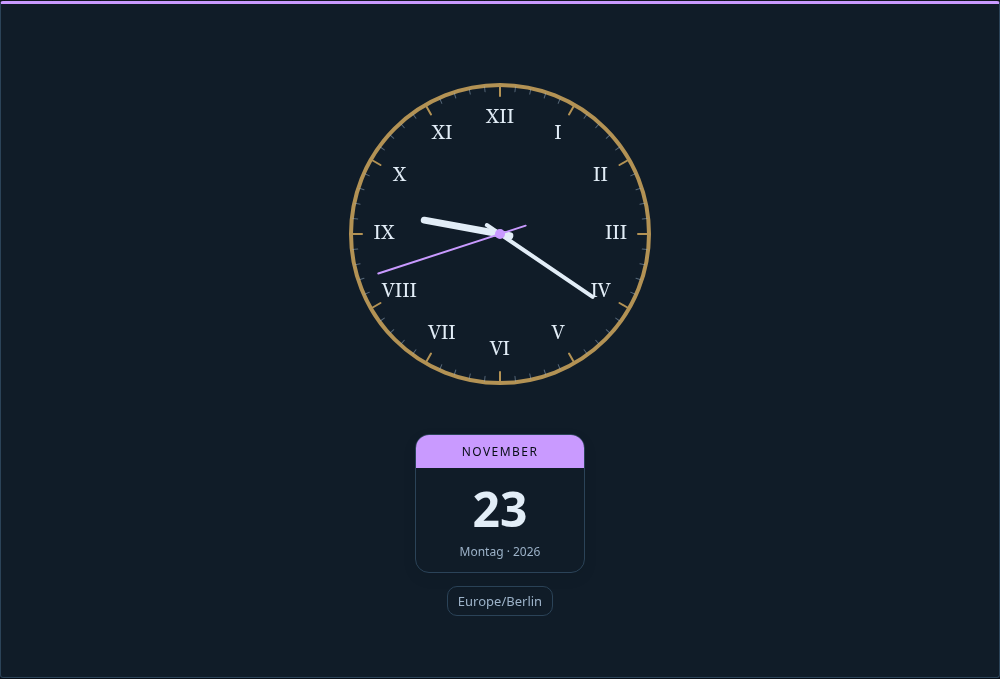 XII
XI
I
X
II
IX
III
VIII
IV
VII
V
VI
NOVEMBER
23
Montag · 2026
Europe/Berlin